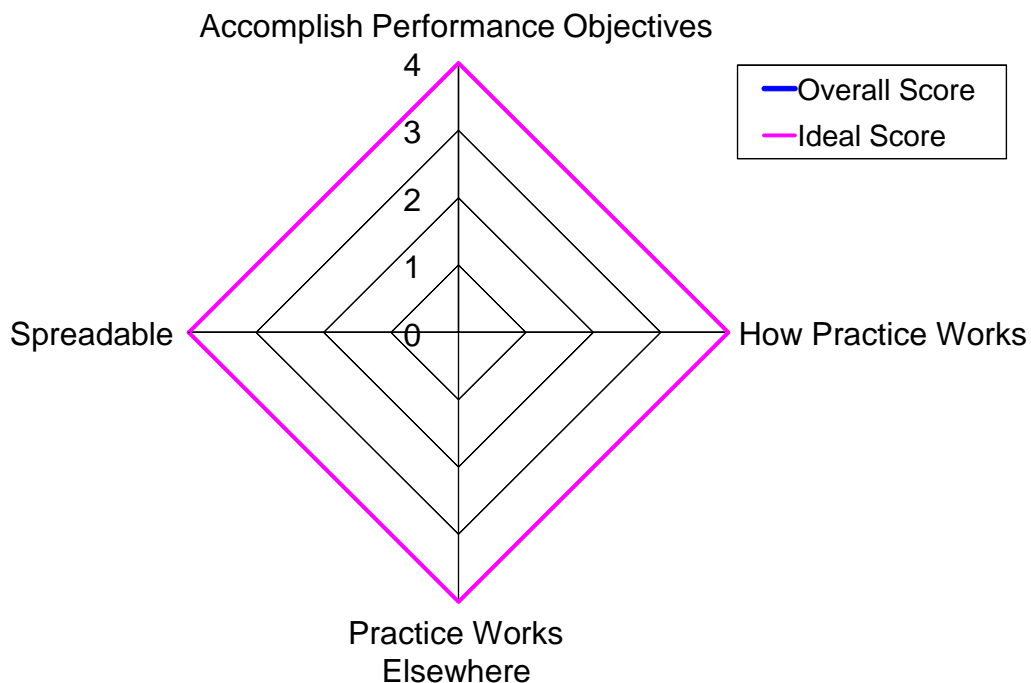 Accomplish Performance Objectives
4
Overall Score
3
Ideal Score
2
1
Spreadable
0
How Practice Works
Practice Works
Elsewhere